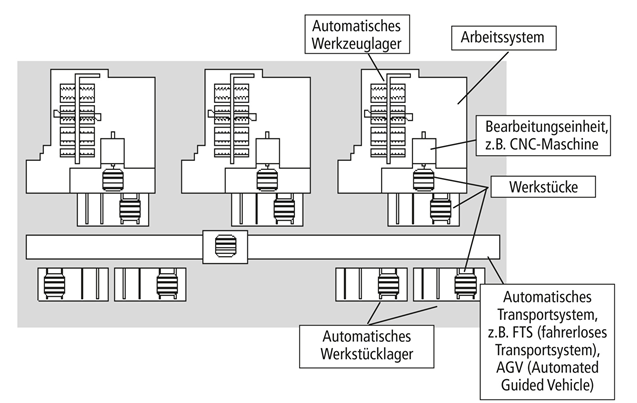 Automatisches
Werkzeuglager
Arbeitssystem
Bearbeitungseinheit,
z.B. CNC-Maschine
Werkstücke
Automatisches
Transportsystem,
z.B. FTS (fahrerloses
Transportsystem),
AGV (Automated
Guided Vehicle)
Automatisches
Werkstücklager